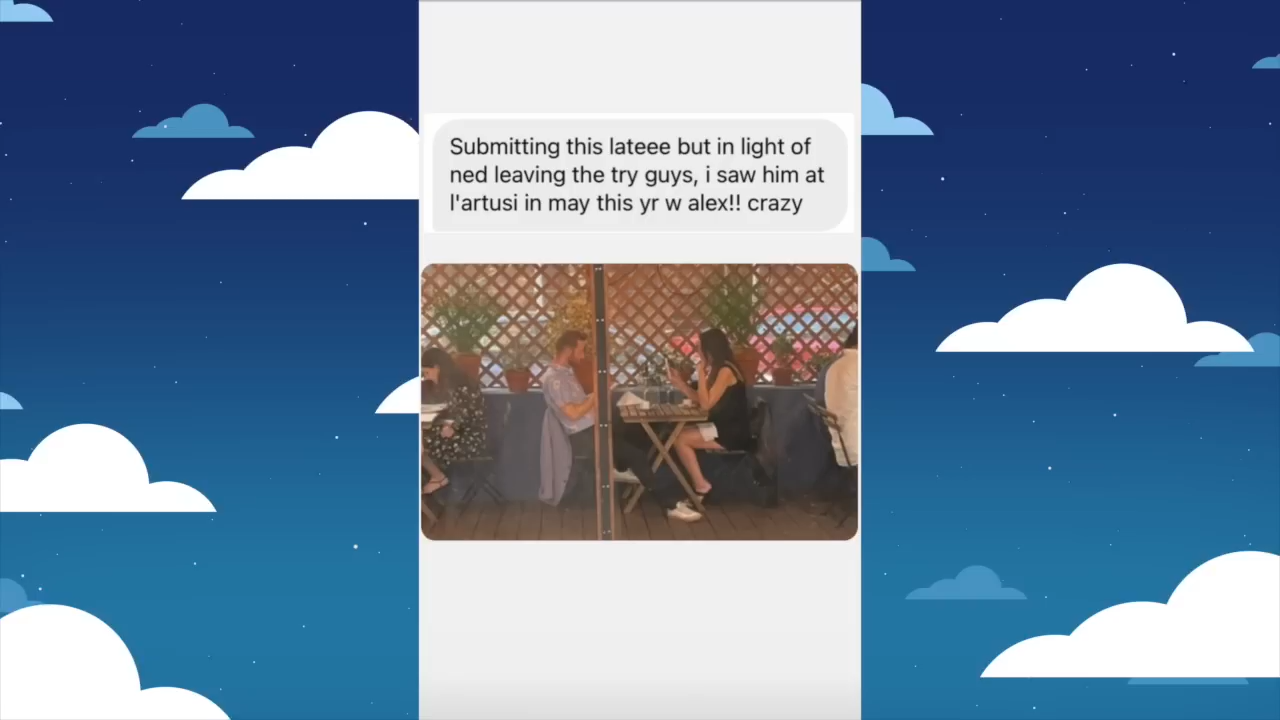 Submitting this lateee but in light of
ned leaving the try guys, i saw him at
l'artusi in may this yr w alex!! crazy